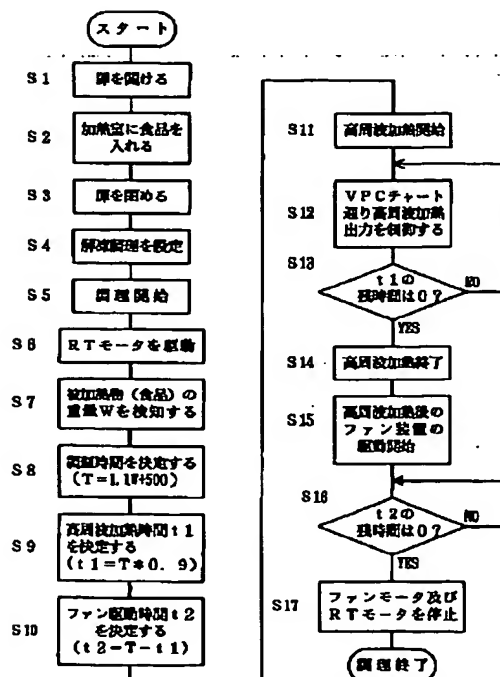 スタート
S1
扉を開ける
S2
加熱室に食品を
入れる
S3
扉を閉める
S4
解凍調理を設定
S5
調理開始
S6
RTモータを駆動
S7
被加熱物(食品)の
重量Wを検知する
S8
調理時間を決定する
(T=1.1W+500)
S9
高周波加熱時間t1
を決定する
(t1=T*0.9)
S10
ファン駆動時間t2
を決定する
(t2=T-t1)
S11
高周波加熱開始
S12
VPCチャート
通り高周波加熱
出力を制御する
S13
t1の
残時間は0?
NO
YES
S14
高周波加熱終了
S15
高周波加熱後の
ファン装置の
駆動開始
S16
t2の
残時間は0?
NO
YES
S17
ファンモータ及び
RTモータを停止
調理終了